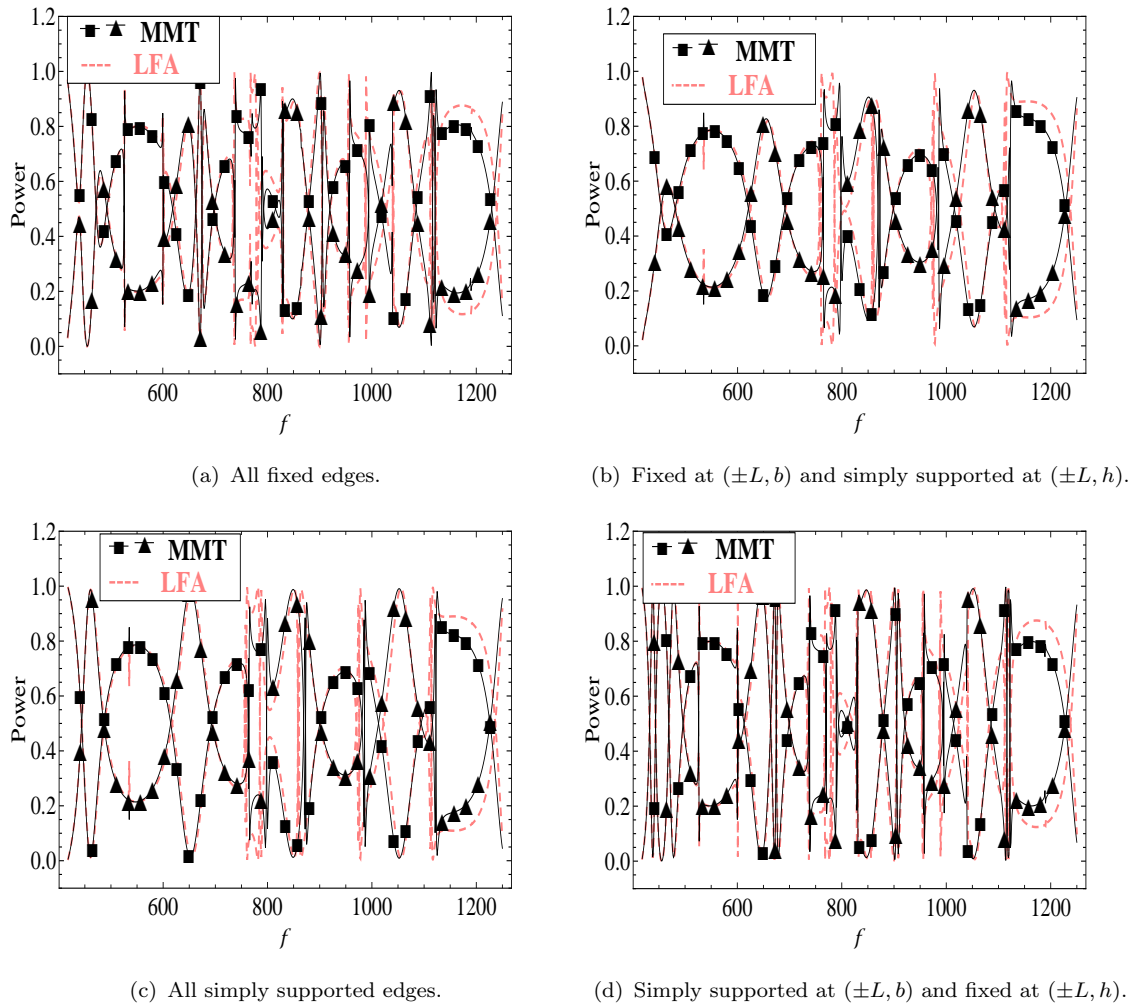 1.2
1.0
0.8
0.6
0.4
0.2
0.0
Power
MMT
LFA
600 800 1000 1200
f
(a) All fixed edges.
1.2
1.0
0.8
0.6
0.4
0.2
0.0
Power
MMT
LFA
600 800 1000 1200
f
(b) Fixed at (±L, b) and simply supported at (±L, h).
1.2
1.0
0.8
0.6
0.4
0.2
0.0
Power
MMT
LFA
600 800 1000 1200
f
(c) All simply supported edges.
1.2
1.0
0.8
0.6
0.4
0.2
0.0
Power
MMT
LFA
600 800 1000 1200
f
(d) Simply supported at (±L, b) and fixed at (±L, h).